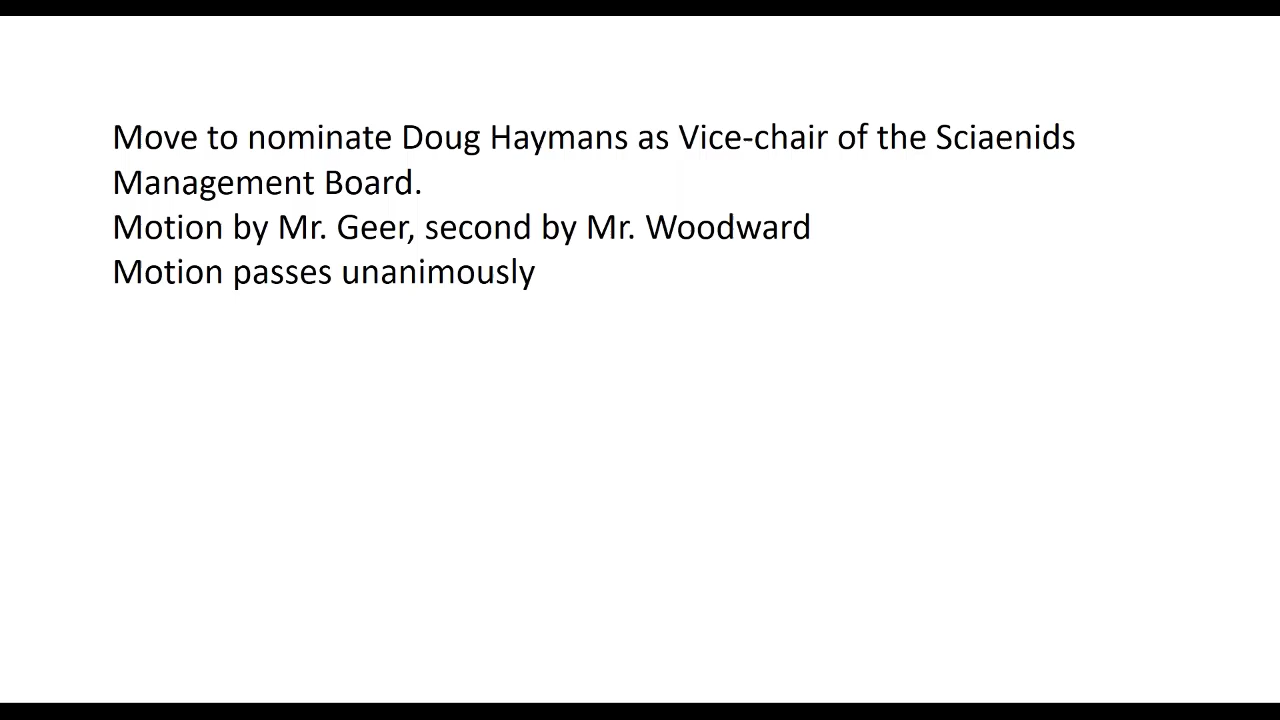 Move to nominate Doug Haymans as Vice-chair of the Sciaenids
Management Board.
Motion by Mr. Geer, second by Mr. Woodward
Motion passes unanimously